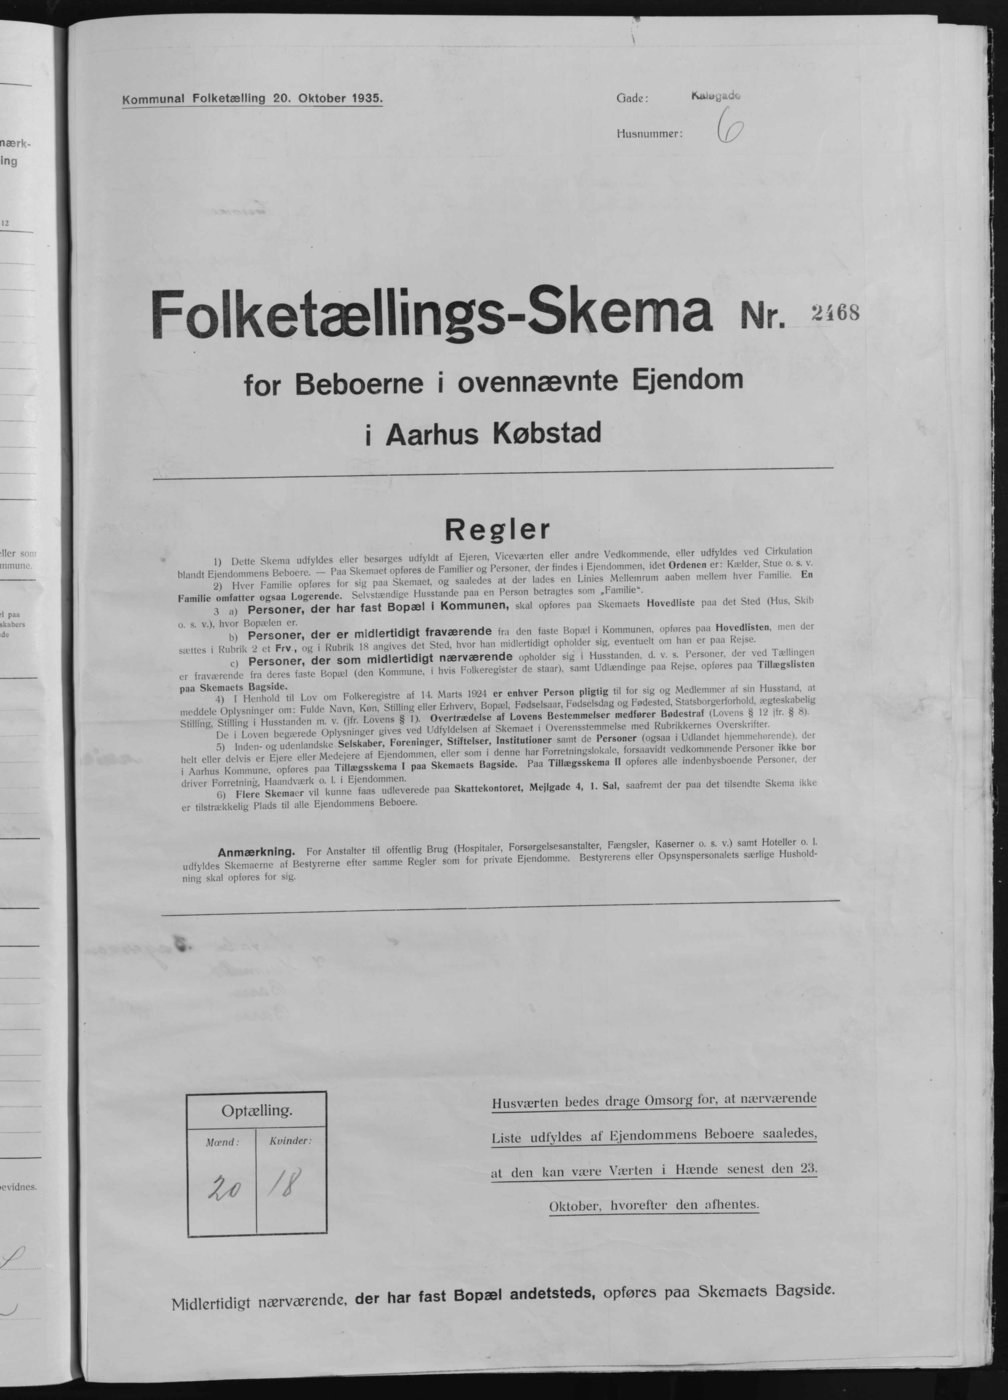 Kommunal Folketælling 20. Oktober 1935.
Gade: Kaløgade
Husnummer: 6
Folketællings-Skema Nr. 2468
for Beboerne i ovennævnte Ejendom
i Aarhus Købstad
Regler
1) Dette Skema udfyldes eller besørges udfyldt af Ejeren, Viceværten eller andre Vedkommende, eller udfyldes ved Cirkulation
blandt Ejendommens Beboere. — Paa Skemaet opføres de Familier og Personer, der findes i Ejendommen, idet Ordenen er: Kælder, Stue o. s. v.
2) Hver Familie opføres for sig paa Skemaet, og saaledes at der lades en Linies Mellemrum aaben mellem hver Familie. En
Familie omfatter ogsaa Logerende. Selvstændige Husstande paa en Person betragtes som „Familie“.
3 a) Personer, der har fast Bopæl i Kommunen, skal opføres paa Skemaets Hovedliste paa det Sted (Hus, Skib
o. s. v.), hvor Bopælen er.
b) Personer, der er midlertidigt fraværende fra den faste Bopæl i Kommunen, opføres paa Hovedlisten, men der
sættes i Rubrik 2 et Frv., og i Rubrik 18 angives det Sted, hvor han midlertidigt opholder sig, eventuelt om han er paa Rejse.
c) Personer, der som midlertidigt nærværende opholder sig i Husstanden, d. v. s. Personer, der ved Tællingen
er fraværende fra deres faste Bopæl (den Kommune, i hvis Folkeregister de staar), samt Udlændinge paa Rejse, opføres paa Tillægslisten
paa Skemaets Bagside.
4) I Henhold til Lov om Folkeregistre af 14. Marts 1924 er enhver Person pligtig til for sig og Medlemmer af sin Husstand, at
meddele Oplysninger om: Fulde Navn, Køn, Stilling eller Erhverv, Bopæl, Fødselsaar, Fødselsdag og Fødested, Statsborgerforhold, ægteskabelig
Stilling, Stilling i Husstanden m. v. (jfr. Lovens § 1). Overtrædelse af Lovens Bestemmelser medfører Bødestraf (Lovens § 12 jfr. § 8).
De i Loven begærede Oplysninger gives ved Udfyldelsen af Skemaet i Overensstemmelse med Rubrikkernes Overskrifter.
5) Inden- og udenlandske Selskaber, Foreninger, Stiftelser, Institutioner samt de Personer (ogsaa i Udlandet hjemmehørende), der
helt eller delvis er Ejere eller Medejere af Ejendommen, eller som i denne har Forretningslokale, forsaavidt vedkommende Personer ikke bor
i Aarhus Kommune, opføres paa Tillægsskema I paa Skemaets Bagside. Paa Tillægsskema II opføres alle indenbysboende Personer, der
driver Forretning, Haandværk o. l. i Ejendommen.
6) Flere Skemaer vil kunne faas udleverede paa Skattekontoret, Mejlgade 4, 1. Sal, saafremt der paa det tilsendte Skema ikke
er tilstrækkelig Plads til alle Ejendommens Beboere.
Anmærkning. For Anstalter til offentlig Brug (Hospitaler, Forsørgelsesanstalter, Fængsler, Kaserner o. s. v.) samt Hoteller o. l.
udfyldes Skemaerne af Bestyrerne efter samme Regler som for private Ejendomme. Bestyrerens eller Opsynspersonalets særlige Hushold-
ning skal opføres for sig.
Optælling.
Mænd: Kvinder:
20 18
Husværten bedes drage Omsorg for, at nærværende
Liste udfyldes af Ejendommens Beboere saaledes,
at den kan være Værten i Hænde senest den 23.
Oktober, hvorefter den afhentes.
Midlertidigt nærværende, der har fast Bopæl andetsteds, opføres paa Skemaets Bagside.